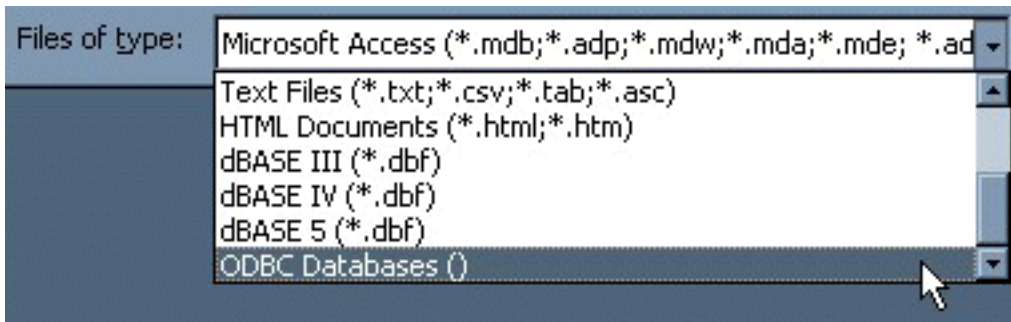 Files of type:
Microsoft Access (*.mdb;*.adp;*.mdw;*.mda;*.mde; *.ad
Text Files (*.txt;*.csv;*.tab;*.asc)
HTML Documents (*.html;*.htm)
dBASE III (*.dbf)
dBASE IV (*.dbf)
dBASE 5 (*.dbf)
ODBC Databases ()